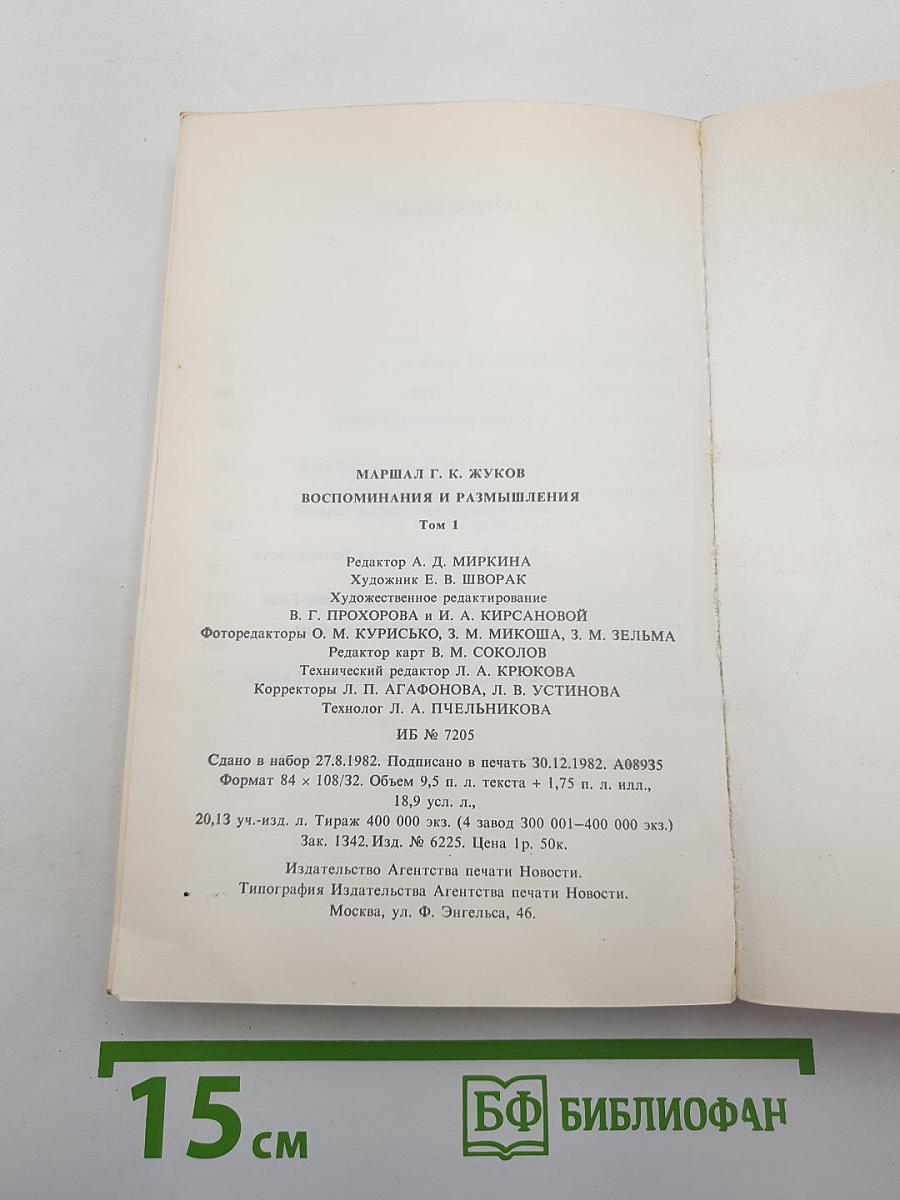 МАРШАЛ Г. К. ЖУКОВ
ВОСПОМИНАНИЯ И РАЗМЫШЛЕНИЯ
Том 1
Редактор А. Д. МИРКИНА
Художник Е. В. ШВОРАК
Художественное редактирование
В. Г. ПРОХОРОВА и И. А. КИРСАНОВОЙ
Фоторедакторы О. М. КУРИСЬКО, З. М. МИКОША, З. М. ЗЕЛЬМА
Редактор карт В. М. СОКОЛОВ
Технический редактор Л. А. КРЮКОВА
Корректоры Л. П. АГАФОНОВА, Л. В. УСТИНОВА
Технолог Л. А. ПЧЕЛЬНИКОВА
ИБ № 7205
Сдано в набор 27.8.1982. Подписано в печать 30.12.1982. А08935
Формат 84 × 108/32. Объем 9,5 п. л. текста + 1,75 п. л. илл.,
18,9 усл. л.,
20,13 уч.-изд. л. Тираж 400 000 экз. (4 завод 300 001—400 000 экз.)
Зак. 1342. Изд. № 6225. Цена 1р. 50к.
Издательство Агентства печати Новости.
Типография Издательства Агентства печати Новости.
Москва, ул. Ф. Энгельса, 46.
15 см
БФ БИБЛИОФАН